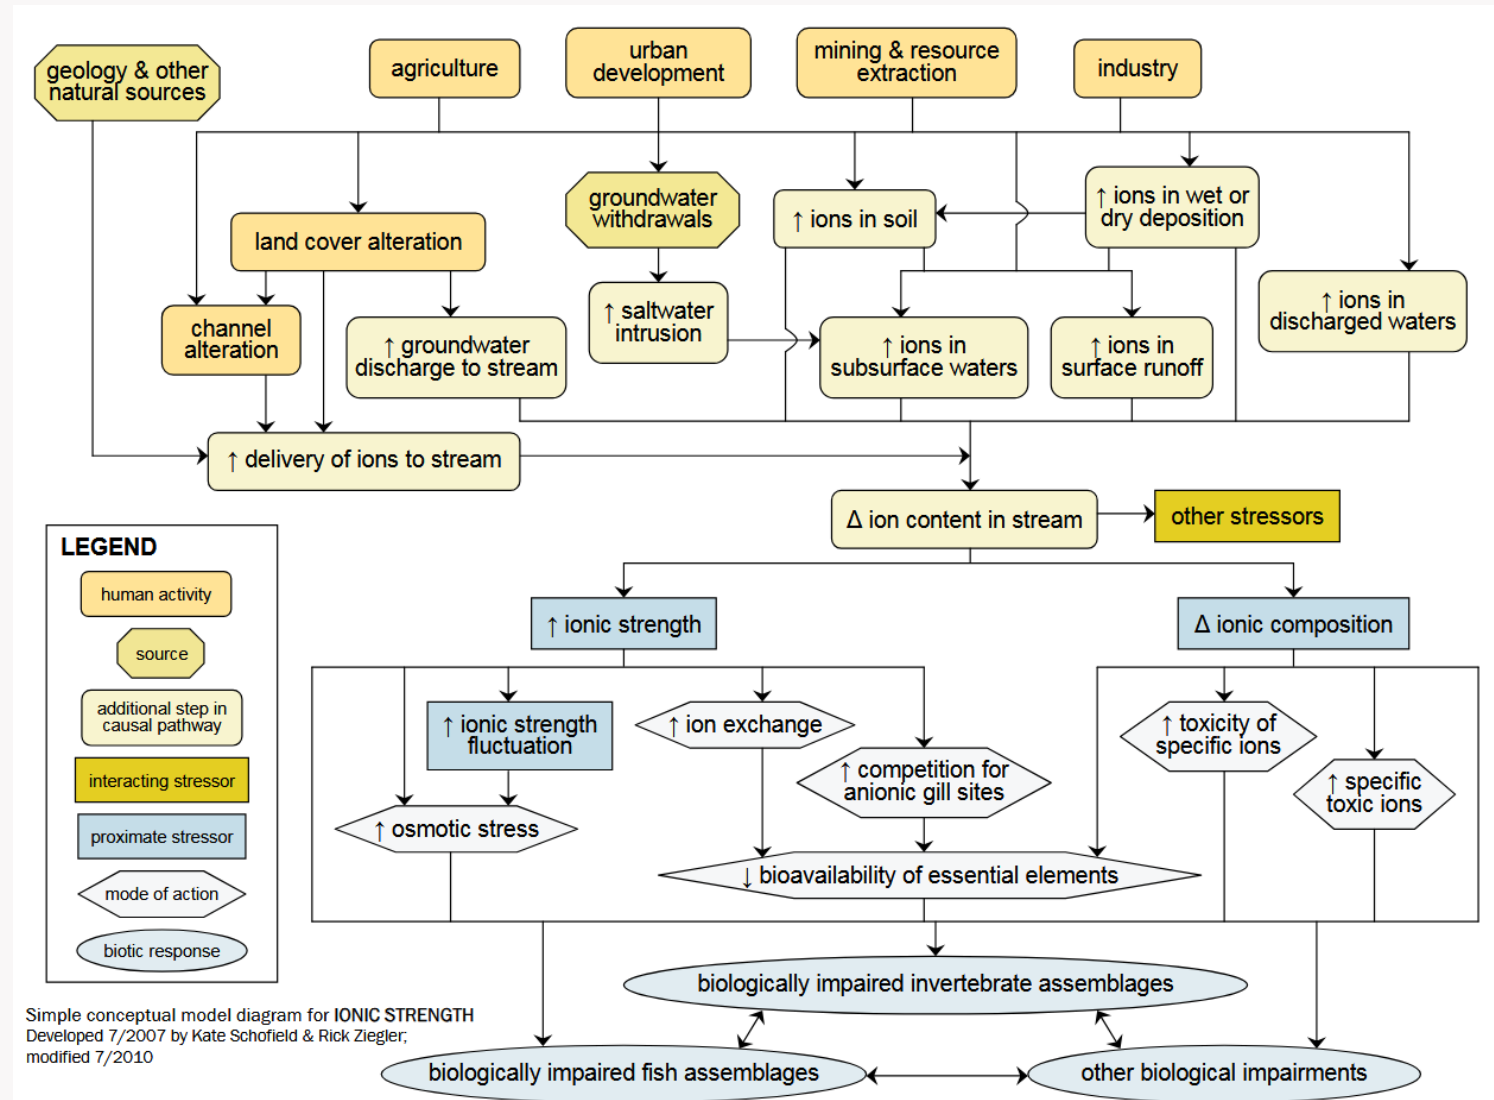 geology & other
natural sources
agriculture
urban
development
mining & resource
extraction
industry
groundwater
withdrawals
↑ ions in soil
↑ ions in wet or
dry deposition
land cover alteration
channel
alteration
↑ groundwater
discharge to stream
↑ saltwater
intrusion
↑ ions in
subsurface waters
↑ ions in
surface runoff
↑ ions in
discharged waters
↑ delivery of ions to stream
Δ ion content in stream
other stressors
LEGEND
human activity
source
additional step in
causal pathway
interacting stressor
proximate stressor
mode of action
biotic response
↑ ionic strength
Δ ionic composition
↑ ionic strength
fluctuation
↑ ion exchange
↑ competition for
anionic gill sites
↑ toxicity of
specific ions
↑ specific
toxic ions
↑ osmotic stress
↓ bioavailability of essential elements
biologically impaired invertebrate assemblages
biologically impaired fish assemblages
other biological impairments
Simple conceptual model diagram for IONIC STRENGTH
Developed 7/2007 by Kate Schofield & Rick Ziegler;
modified 7/2010